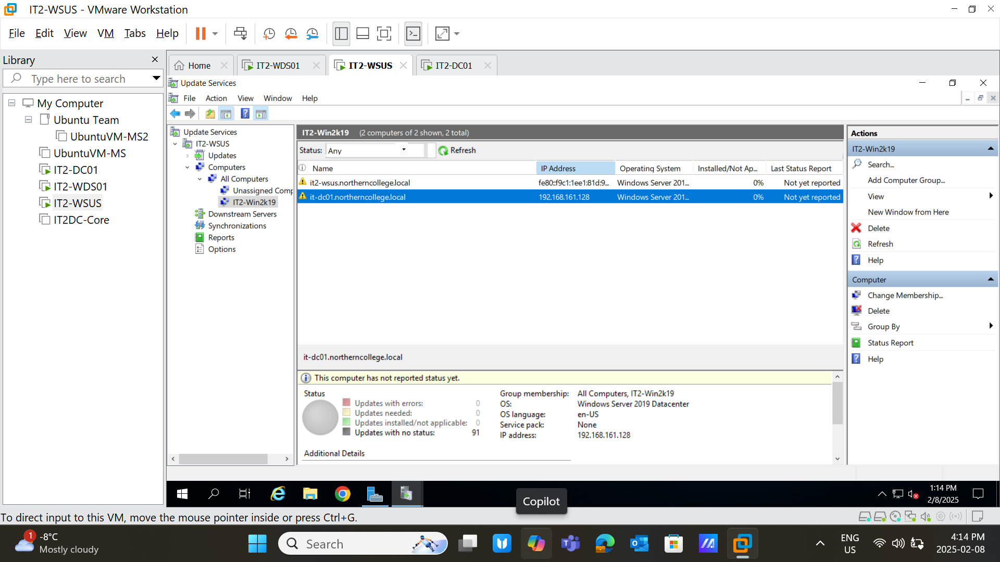 IT2-WSUS - VMware Workstation
File Edit View VM Tabs Help
Library
Type here to search
My Computer
Ubuntu Team
UbuntuVM-MS2
UbuntuVM-MS
IT2-DC01
IT2-WDS01
IT2-WSUS
IT2DC-Core
Home
IT2-WDS01
IT2-WSUS
IT2-DC01
Update Services
File Action View Window Help
Update Services
IT2-WSUS
Updates
Computers
All Computers
Unassigned Comp
IT2-Win2k19
Downstream Servers
Synchronizations
Reports
Options
IT2-Win2k19 (2 computers of 2 shown, 2 total)
Status: Any Refresh
Name IP Address Operating System Installed/Not Ap... Last Status Report
it2-wsus.northerncollege.local fe80::f9c1:1ee1:81d:9... Windows Server 201... 0% Not yet reported
it-dc01.northerncollege.local 192.168.161.128 Windows Server 201... 0% Not yet reported
it-dc01.northerncollege.local
This computer has not reported status yet.
Status
Updates with errors: 0
Updates needed: 0
Updates installed/not applicable: 0
Updates with no status: 91
Group membership: All Computers, IT2-Win2k19
OS: Windows Server 2019 Datacenter
OS language: en-US
Service pack: None
IP address: 192.168.161.128
Additional Details
Actions
IT2-Win2k19
Search...
Add Computer Group...
View
New Window from Here
Delete
Refresh
Help
Computer
Change Membership...
Delete
Group By
Status Report
Help
1:14 PM
2/8/2025
Copilot
To direct input to this VM, move the mouse pointer inside or press Ctrl+G.
1
-8°C
Mostly cloudy
Search
ENG
US
4:14 PM
2025-02-08